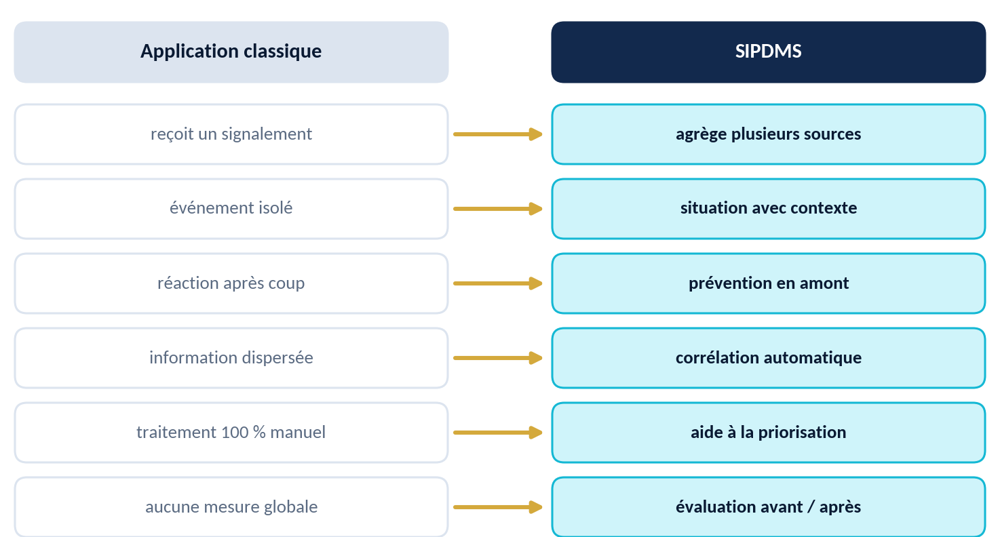 Application classique
SIPDMS
reçoit un signalement
agrège plusieurs sources
événement isolé
situation avec contexte
réaction après coup
prévention en amont
information dispersée
corrélation automatique
traitement 100 % manuel
aide à la priorisation
aucune mesure globale
évaluation avant / après